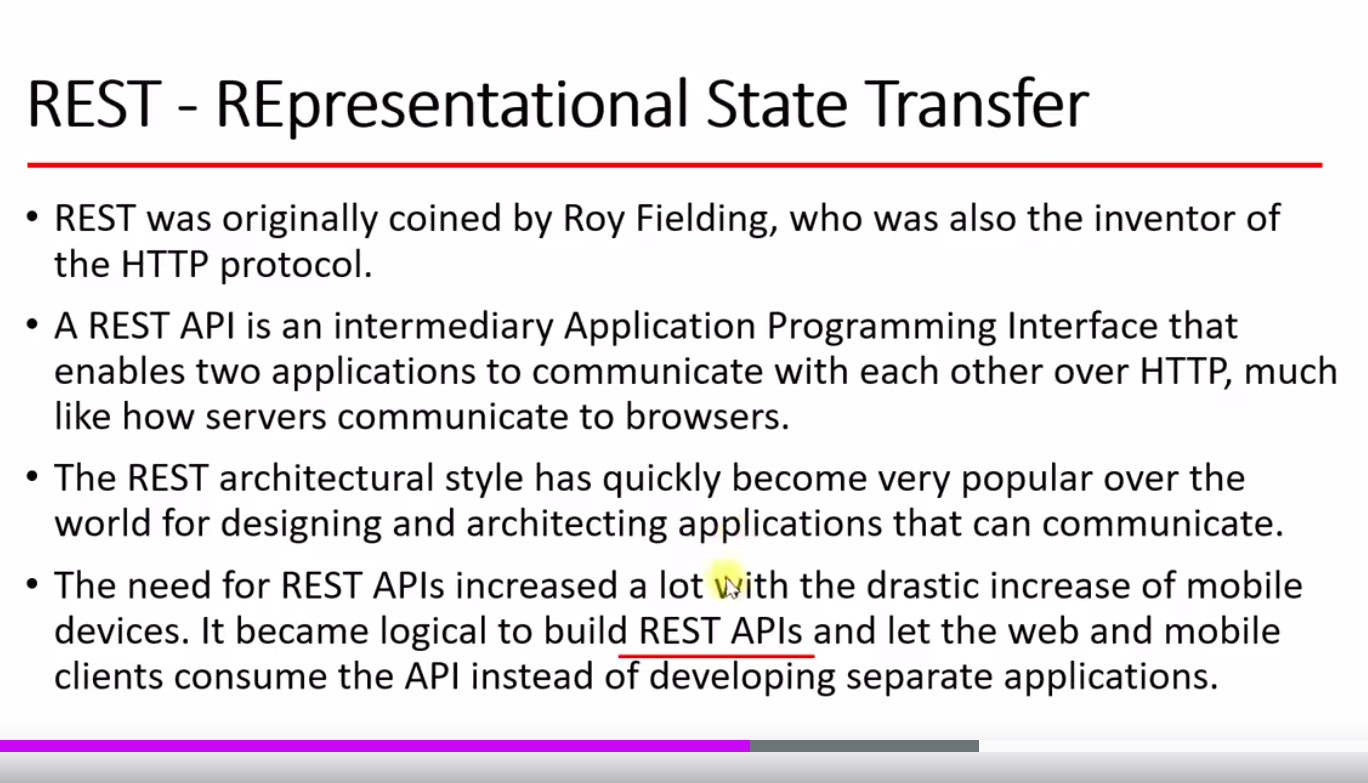 REST - REpresentational State Transfer
• REST was originally coined by Roy Fielding, who was also the inventor of
the HTTP protocol.
• A REST API is an intermediary Application Programming Interface that
enables two applications to communicate with each other over HTTP, much
like how servers communicate to browsers.
• The REST architectural style has quickly become very popular over the
world for designing and architecting applications that can communicate.
• The need for REST APIs increased a lot with the drastic increase of mobile
devices. It became logical to build REST APIs and let the web and mobile
clients consume the API instead of developing separate applications.